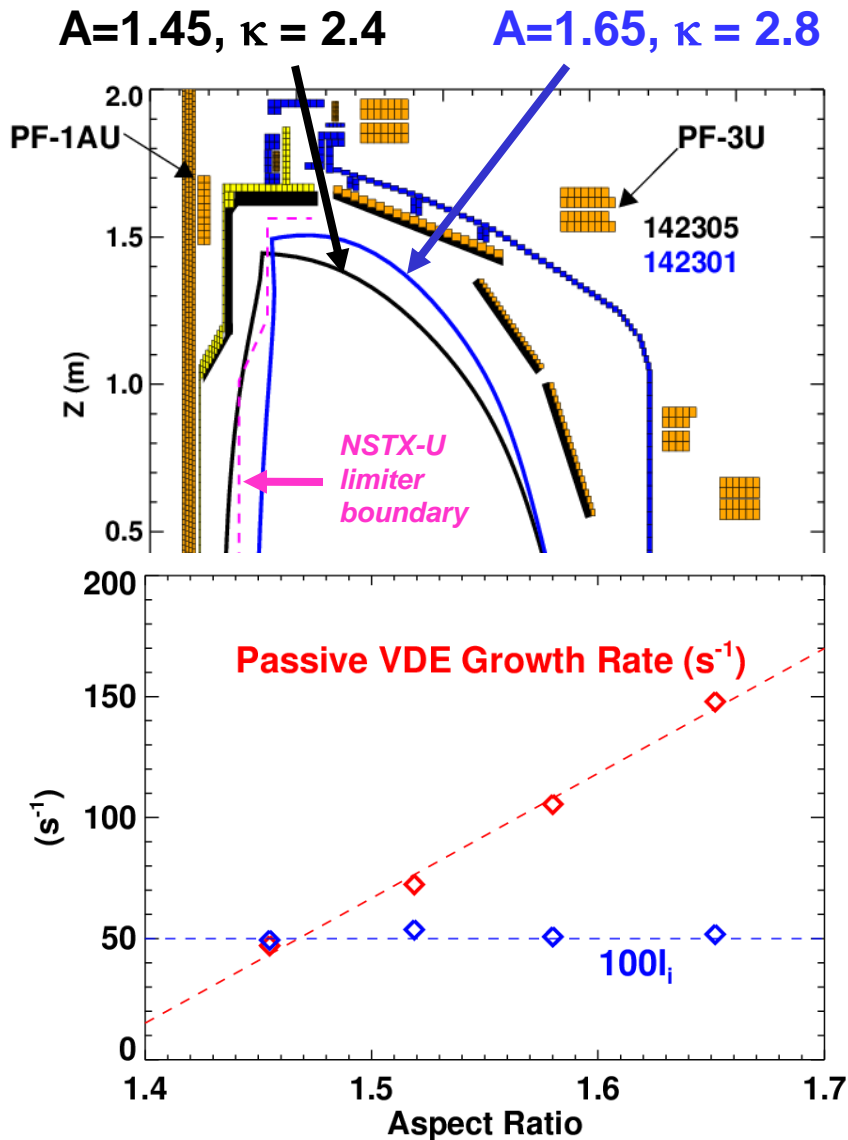 A=1.45, κ = 2.4
A=1.65, κ = 2.8
2.0
PF-1AU
PF-3U
142305
1.5
142301
Z (m)
1.0
NSTX-U
limiter
boundary
0.5
200
Passive VDE Growth Rate (s⁻¹)
150
(s⁻¹)
100
50
100lᵢ
0
1.4
1.5
1.6
1.7
Aspect Ratio